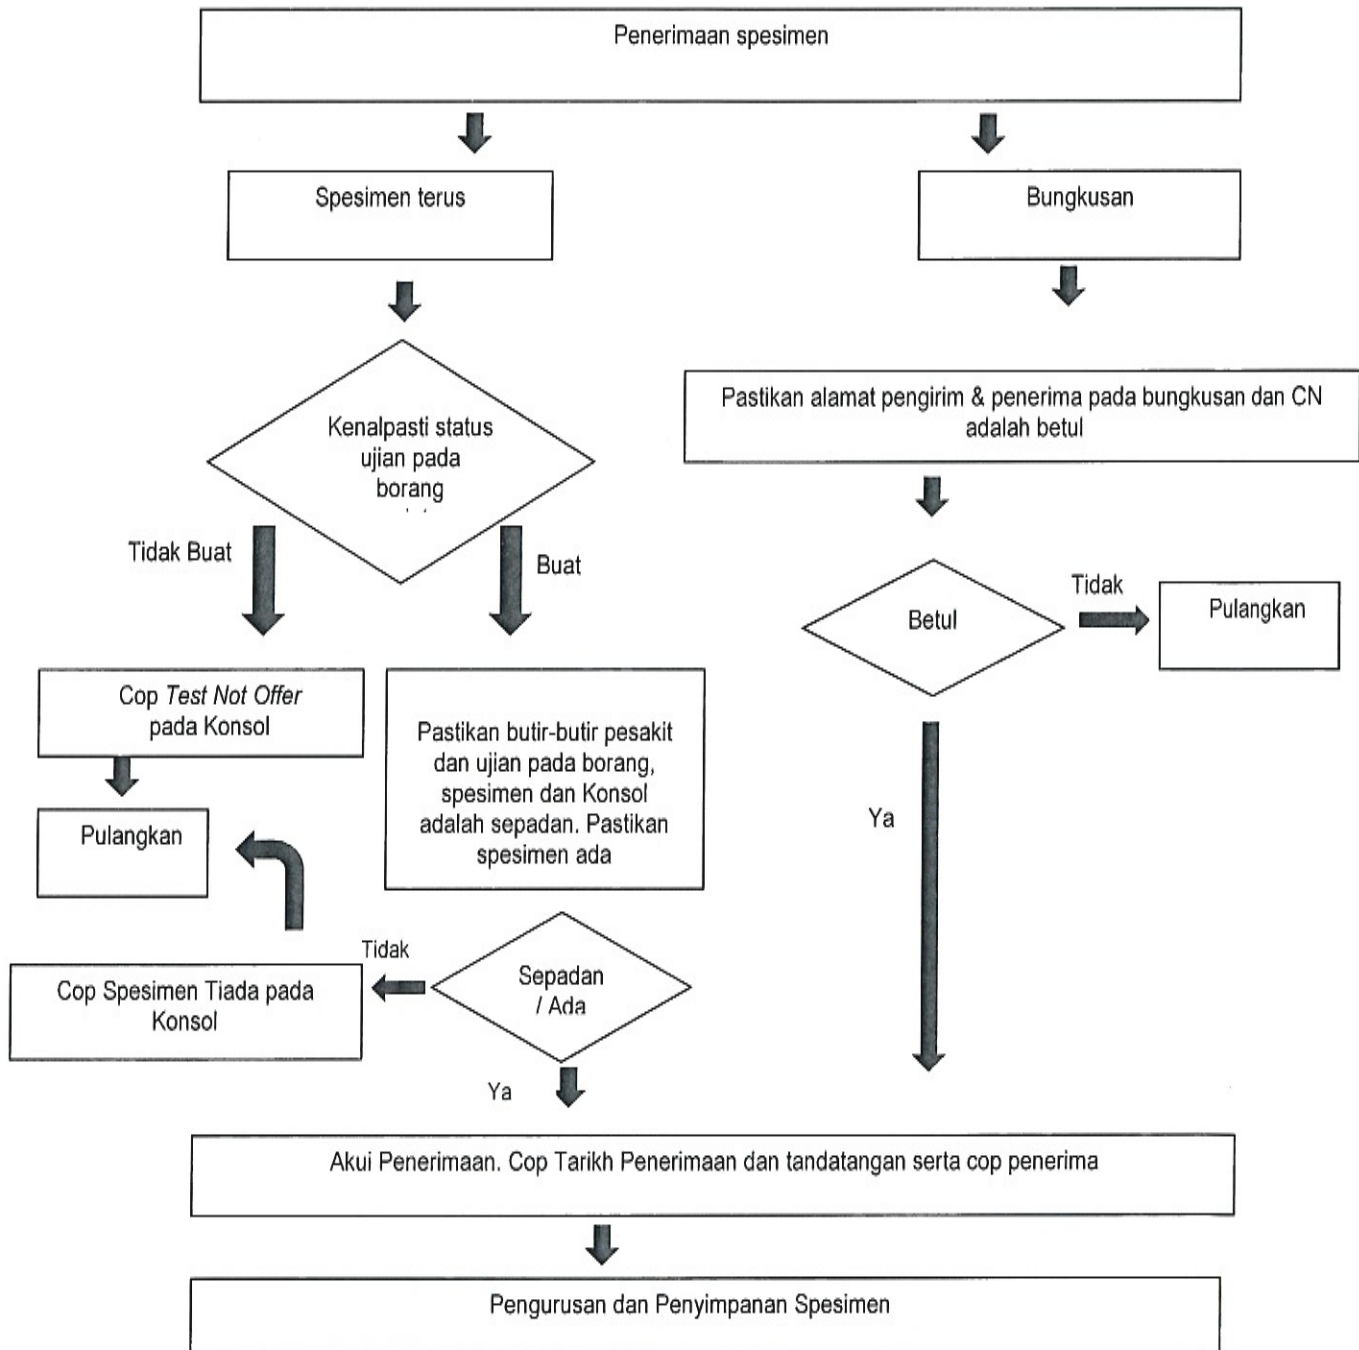 Penerimaan spesimen
Spesimen terus
Bungkusan
Kenalpasti status
ujian pada
borang
Pastikan alamat pengirim & penerima pada bungkusan dan CN
adalah betul
Tidak Buat
Buat
Betul
Tidak
Pulangkan
Cop Test Not Offer
pada Konsol
Pastikan butir-butir pesakit
dan ujian pada borang,
spesimen dan Konsol
adalah sepadan. Pastikan
spesimen ada
Pulangkan
Ya
Tidak
Cop Spesimen Tiada pada
Konsol
Sepadan
/ Ada
Ya
Akui Penerimaan. Cop Tarikh Penerimaan dan tandatangan serta cop penerima
Pengurusan dan Penyimpanan Spesimen